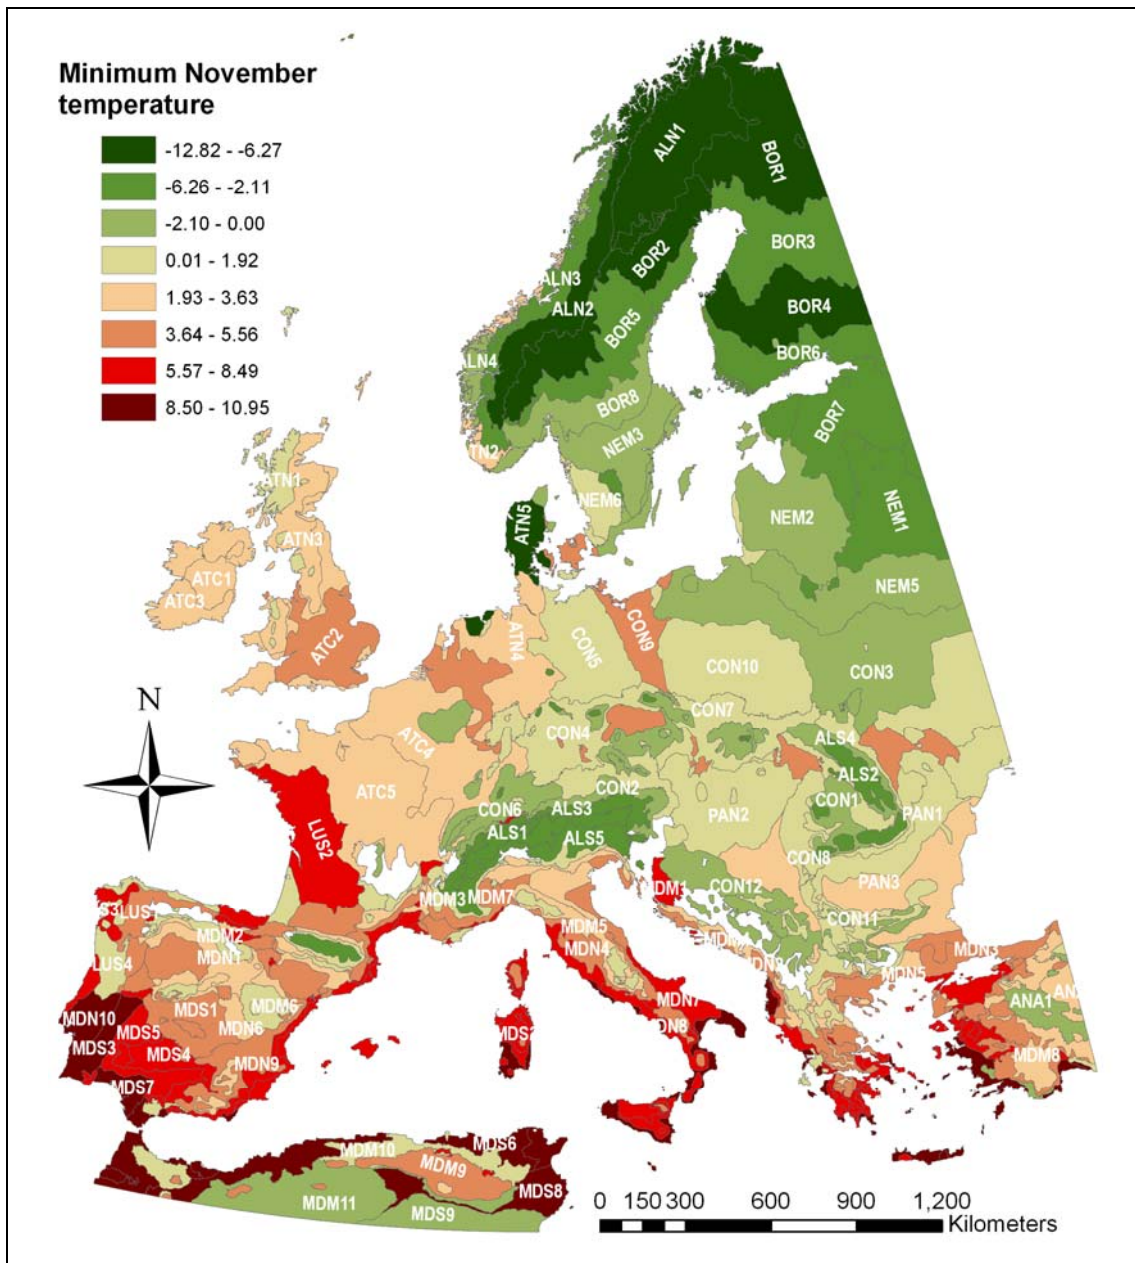 Minimum November
temperature
-12.82 - -6.27
-6.26 - -2.11
-2.10 - 0.00
0.01 - 1.92
1.93 - 3.63
3.64 - 5.56
5.57 - 8.49
8.50 - 10.95
ALN1
BOR1
BOR3
BOR2
ALN3
ALN2
BOR4
BOR5
BOR6
ALN4
BOR8
BOR7
NEM3
ATN1
NEM6
NEM1
NEM2
ATN5
ATN3
ATC1
ATC3
NEM5
ATC2
ATN4
CON9
CON5
CON10
CON3
N
CON7
ATC4
CON4
ALS4
ALS2
ATC5
CON2
CON1
CON6
ALS3
ALS1
ALS5
PAN2
PAN1
LUS2
CON8
MDM3
MDM7
MDM1
CON12
PAN3
CON11
MDM2
MDM5
MDN4
MDN1
MDN3
LUS4
MDN5
ANA1
MDM6
MDS1
MDN10
MDN7
MDS5
MDN6
MDS3
MDS4
MDN9
MDM8
MDS7
MDS6
MDM10
MDM9
MDS8
MDM11
MDS9
0 150 300 600 900 1,200
Kilometers